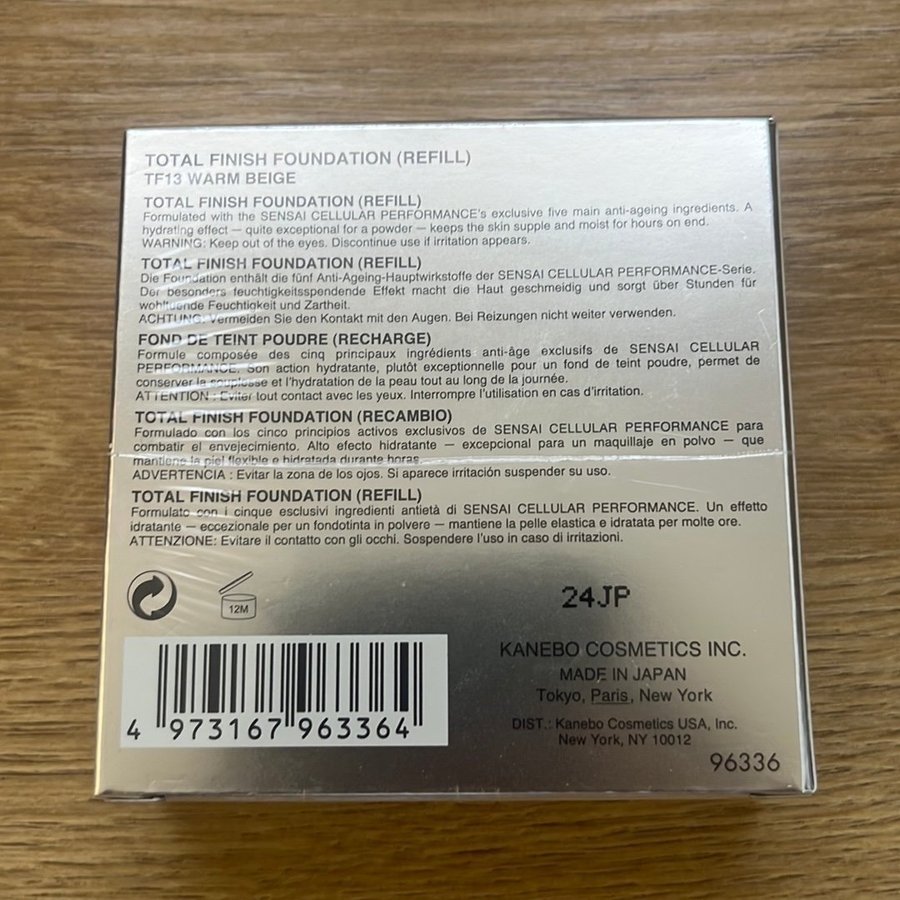 TOTAL FINISH FOUNDATION (REFILL)
TF13 WARM BEIGE
TOTAL FINISH FOUNDATION (REFILL)
Formulated with the SENSAI CELLULAR PERFORMANCE's exclusive five main anti-ageing ingredients. A
hydrating effect — quite exceptional for a powder — keeps the skin supple and moist for hours on end.
WARNING: Keep out of the eyes. Discontinue use if irritation appears.
TOTAL FINISH FOUNDATION (REFILL)
Die Foundation enthält die fünf Anti-Ageing-Hauptwirkstoffe der SENSAI CELLULAR PERFORMANCE-Serie.
Der besonders feuchtigkeitsspendende Effekt macht die Haut geschmeidig und sorgt über Stunden für
wohltuende Feuchtigkeit und Zartheit.
ACHTUNG: Vermeiden Sie den Kontakt mit den Augen. Bei Reizungen nicht weiter verwenden.
FOND DE TEINT POUDRE (RECHARGE)
Formule composée des cinq principaux ingrédients anti-âge exclusifs de SENSAI CELLULAR
PERFORMANCE. Son action hydratante, plutôt exceptionnelle pour un fond de teint poudre, permet de
conserver la souplesse et l'hydratation de la peau tout au long de la journée.
ATTENTION : Eviter tout contact avec les yeux. Interrompre l'utilisation en cas d'irritation.
TOTAL FINISH FOUNDATION (RECAMBIO)
Formulado con los cinco principios activos exclusivos de SENSAI CELLULAR PERFORMANCE para
combatir el envejecimiento. Alto efecto hidratante — excepcional para un maquillaje en polvo — que
mantiene la piel flexible e hidratada durante horas.
ADVERTENCIA : Evitar la zona de los ojos. Si aparece irritación suspender su uso.
TOTAL FINISH FOUNDATION (REFILL)
Formulato con i cinque esclusivi ingredienti antietà di SENSAI CELLULAR PERFORMANCE. Un effetto
idratante — eccezionale per un fondotinta in polvere — mantiene la pelle elastica e idratata per molte ore.
ATTENZIONE: Evitare il contatto con gli occhi. Sospendere l'uso in caso di irritazioni.
12M
24JP
KANEBO COSMETICS INC.
MADE IN JAPAN
Tokyo, Paris, New York
DIST.: Kanebo Cosmetics USA, Inc.
New York, NY 10012
4 973167 963364
96336